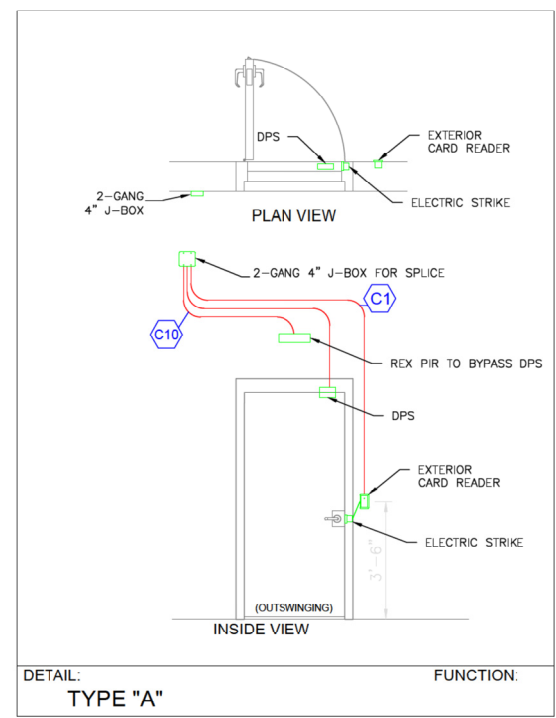 DPS
EXTERIOR
CARD READER
2-GANG
4" J-BOX
ELECTRIC STRIKE
PLAN VIEW
2-GANG 4" J-BOX FOR SPLICE
C1
C10
REX PIR TO BYPASS DPS
DPS
EXTERIOR
CARD READER
ELECTRIC STRIKE
3'-6"
(OUTSWINGING)
INSIDE VIEW
DETAIL:
FUNCTION:
TYPE "A"